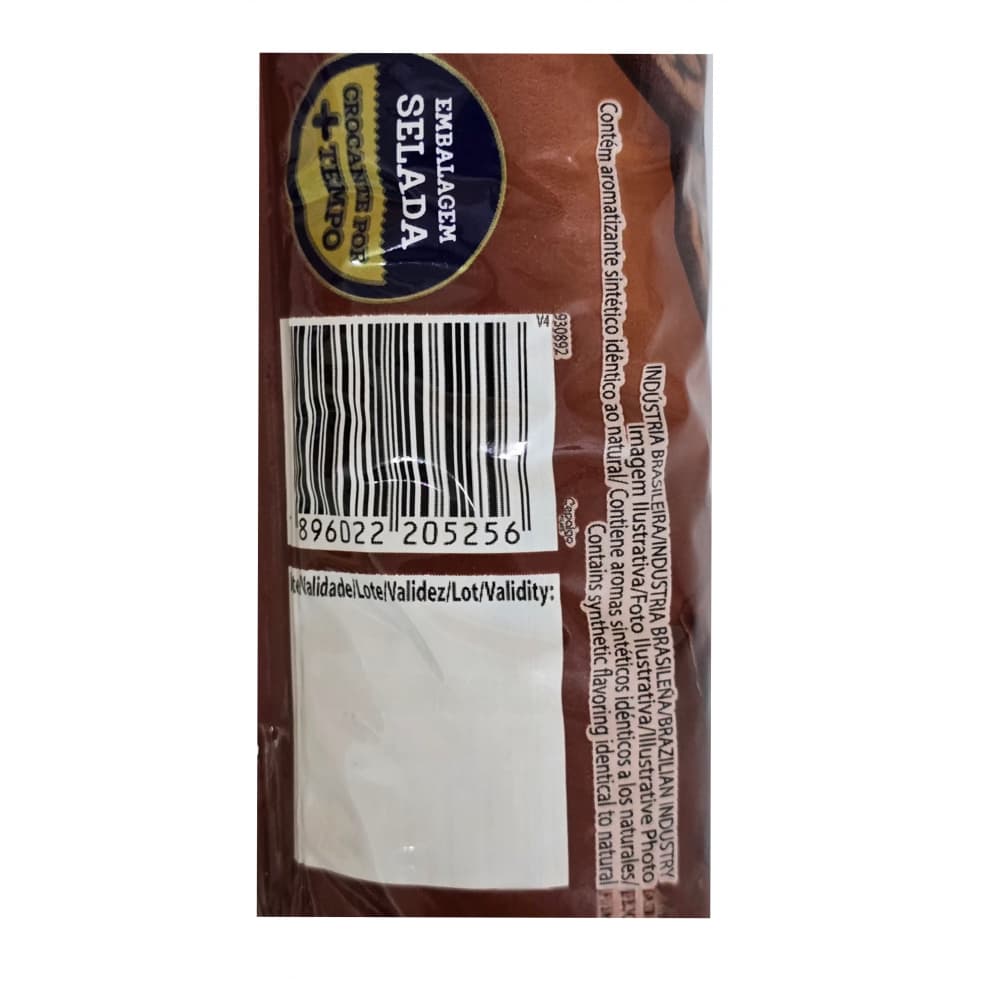 EMBALAGEM
SELADA
CROCANTE POR
+ TEMPO
930892
V4
896022 205256
Validade/Lote/Validez/Lot/Validity:
INDÚSTRIA BRASILEIRA/INDUSTRIA BRASILEÑA/BRAZILIAN INDUSTRY
Imagem Ilustrativa/Foto Ilustrativa/Illustrative Photo
Contém aromatizante sintético idêntico ao natural/ Contiene aromas sintéticos idénticos a los naturales/
Contains synthetic flavoring identical to natural